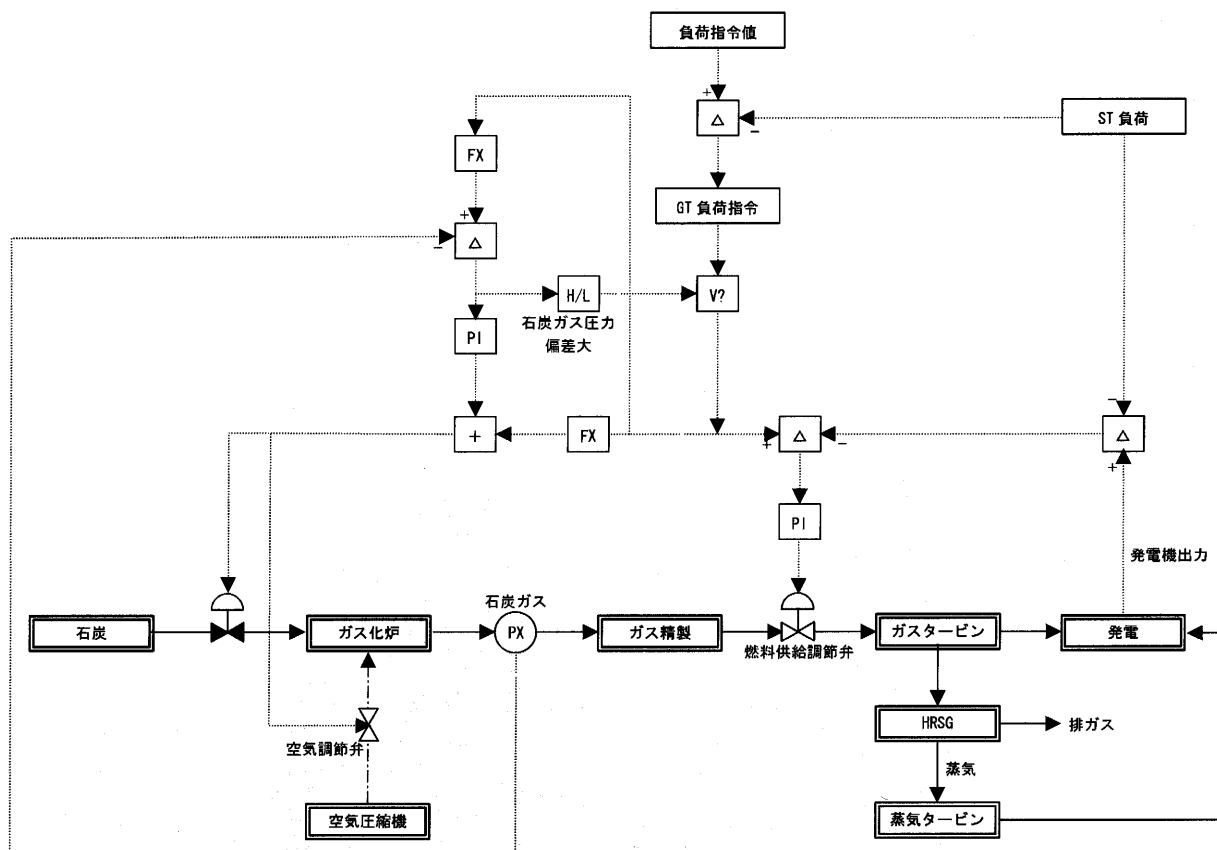 負荷指令値
+
△
−
ST 負荷
FX
GT 負荷指令
+
△
−
H/L
V?
石炭ガス圧力
偏差大
PI
+
FX
+
△
−
−
△
+
PI
発電機出力
石炭
ガス化炉
石炭ガス
PX
ガス精製
燃料供給調節弁
ガスタービン
発電
空気調節弁
HRSG
排ガス
蒸気
空気圧縮機
蒸気タービン